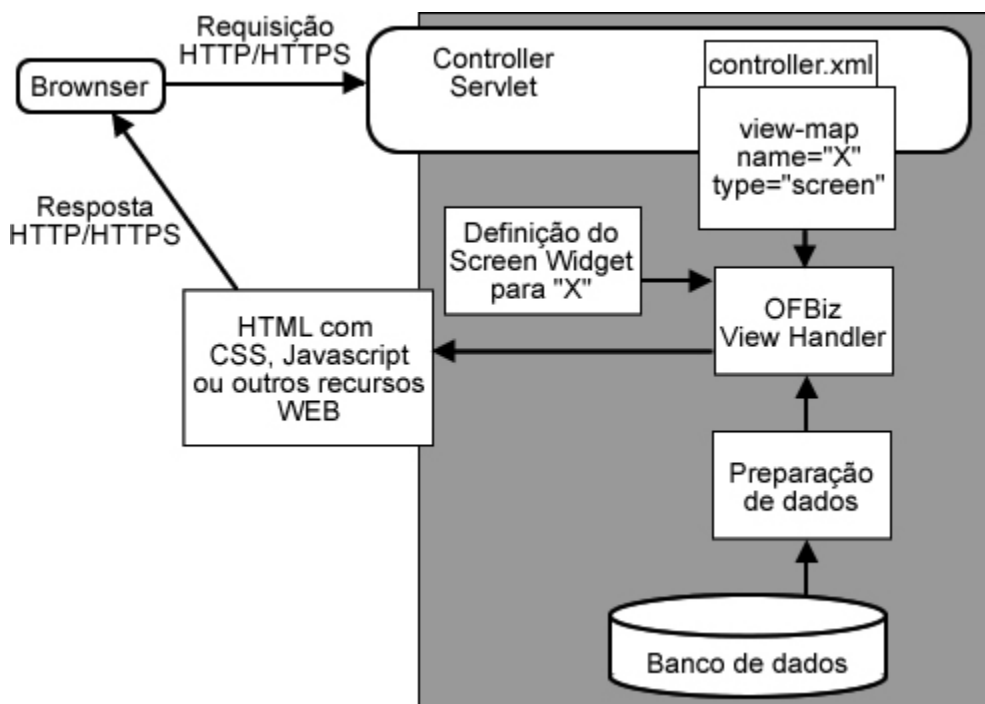 Requisição
HTTP/HTTPS
Brownser
Controller
Servlet
controller.xml
view-map
name="X"
type="screen"
Resposta
HTTP/HTTPS
Definição do
Screen Widget
para "X"
OFBiz
View Handler
HTML com
CSS, Javascript
ou outros recursos
WEB
Preparação
de dados
Banco de dados